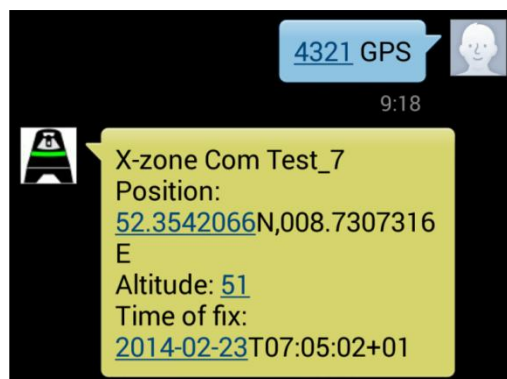 4321 GPS
9:18
X-zone Com Test_7
Position:
52.3542066N,008.7307316
E
Altitude: 51
Time of fix:
2014-02-23T07:05:02+01